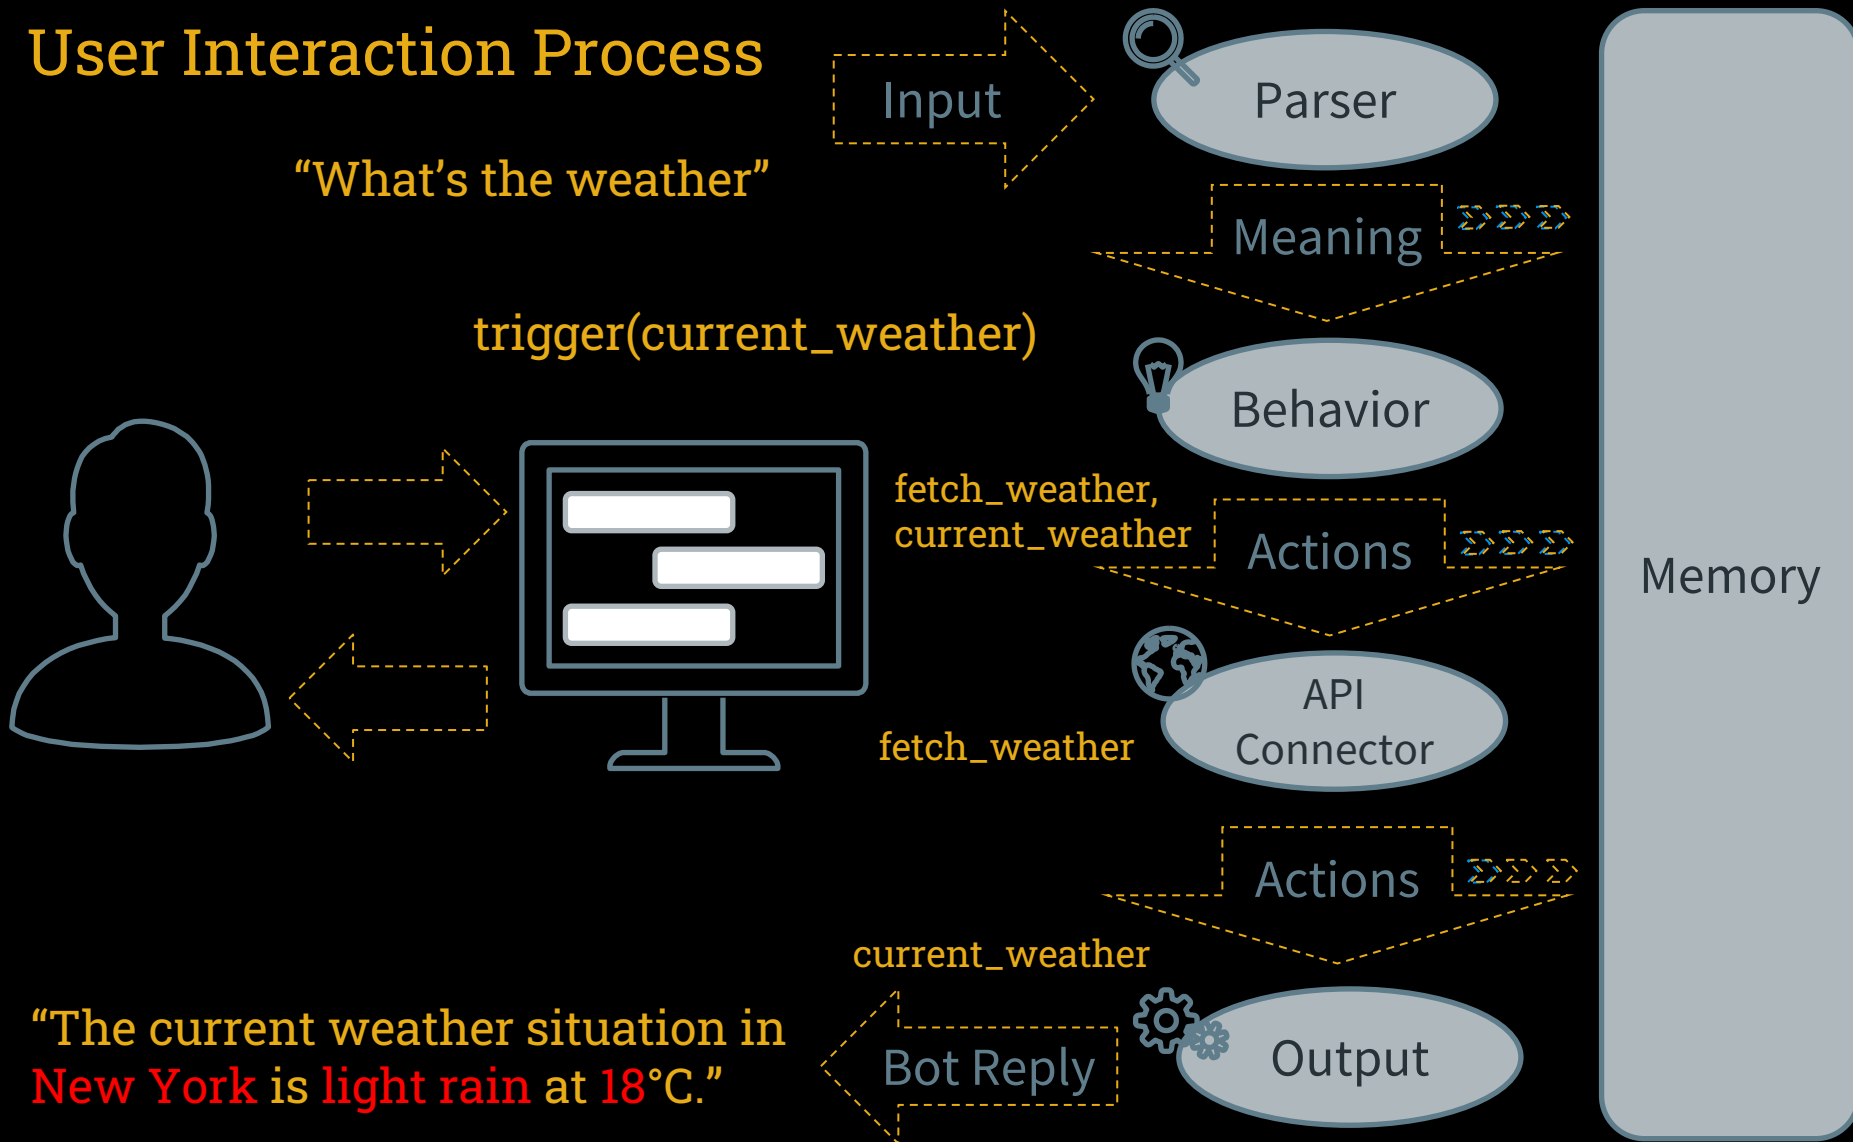 User Interaction Process
Input
Parser
“What’s the weather”
Meaning
trigger(current_weather)
Behavior
fetch_weather,
current_weather
Actions
Memory
API
Connector
fetch_weather
Actions
current_weather
“The current weather situation in
New York is light rain at 18°C.”
Bot Reply
Output